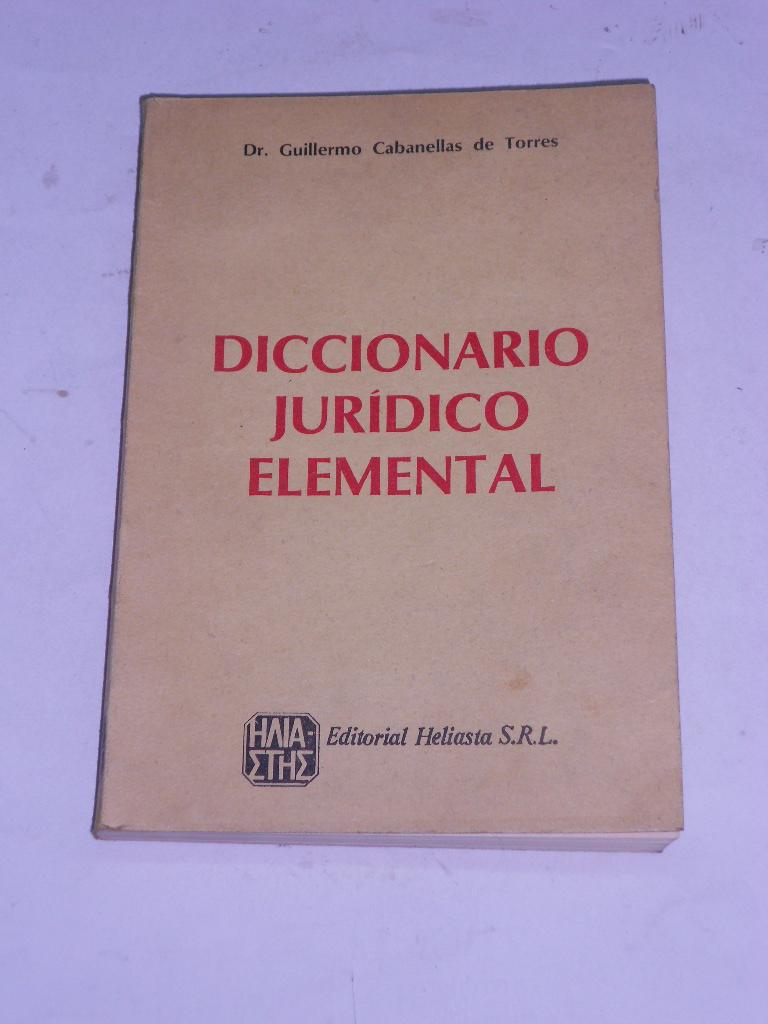 Dr. Guillermo Cabanellas de Torres
DICCIONARIO
JURÍDICO
ELEMENTAL
ΗΛΙΑ-
ΣΤΗΣ
Editorial Heliasta S.R.L.